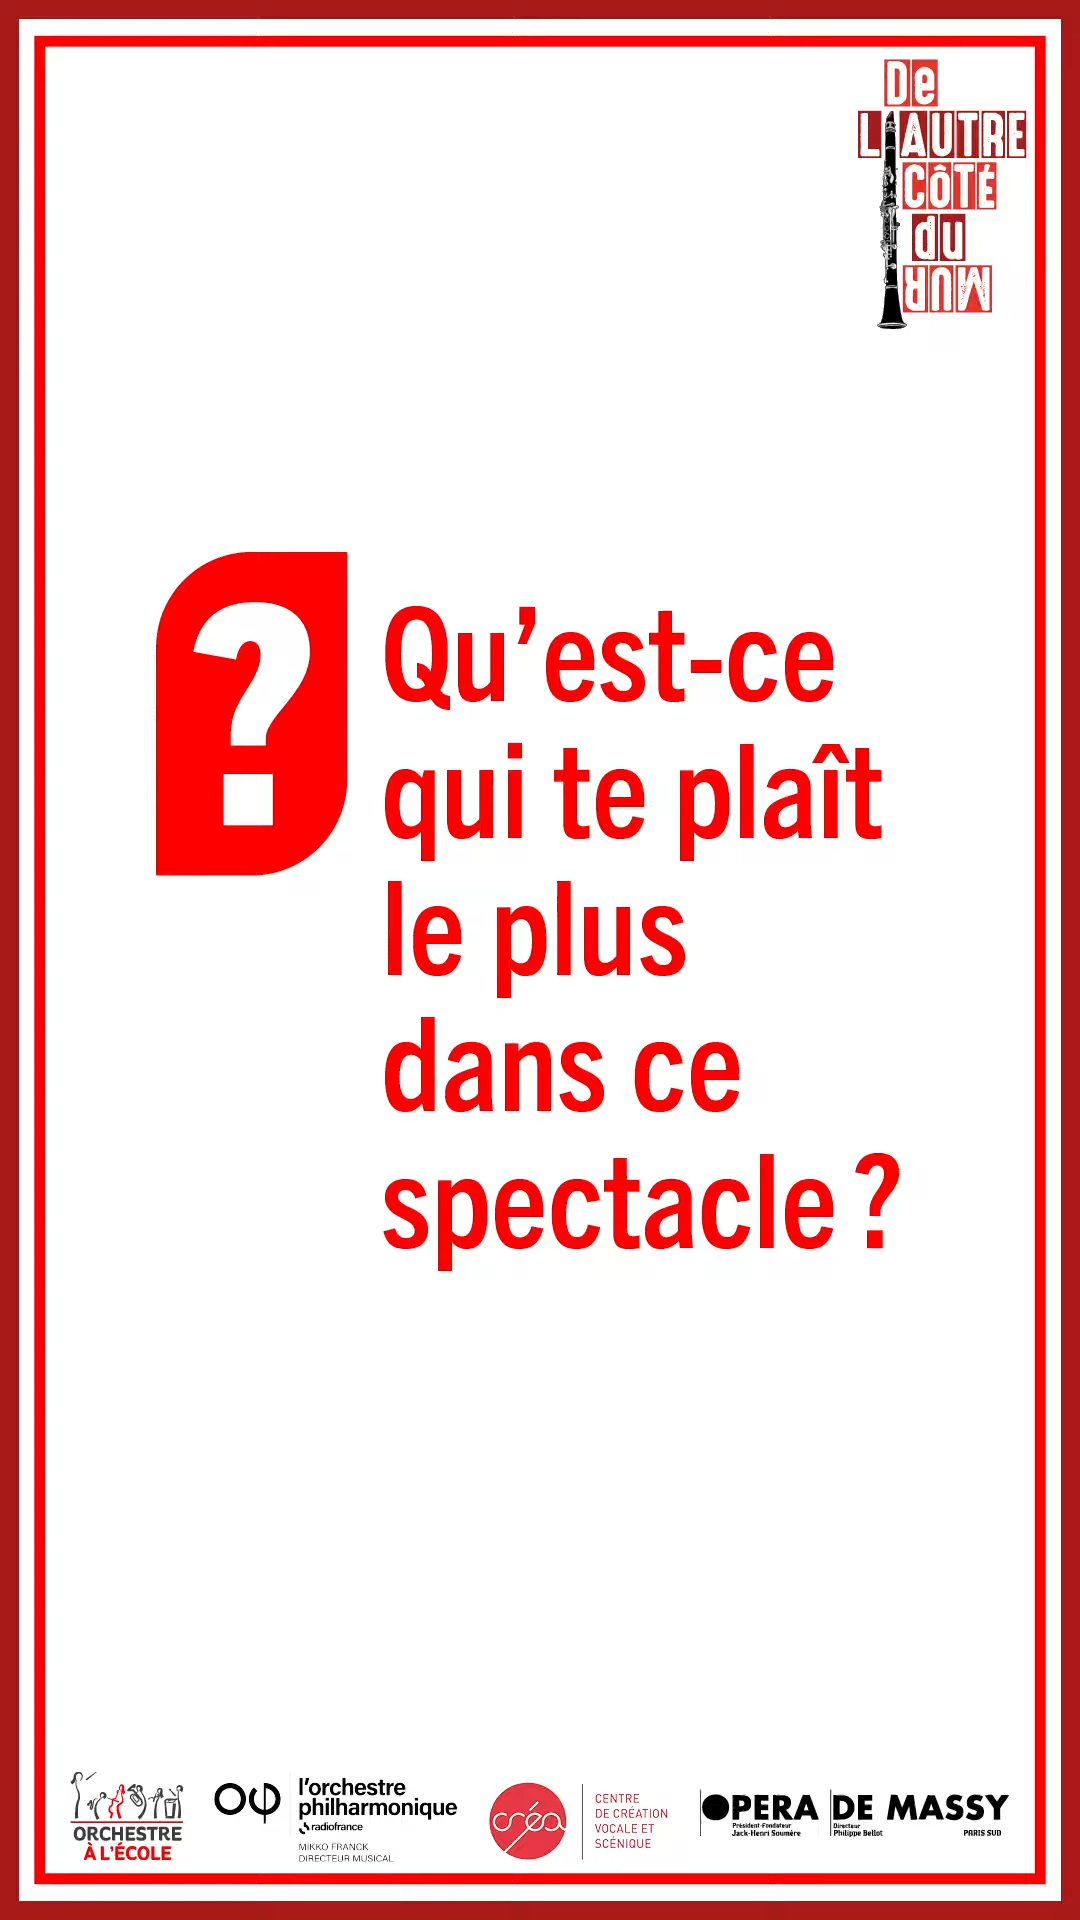 De
L'AUTRE
CÔTÉ
du
MUR
?
Qu'est-ce
qui te plaît
le plus
dans ce
spectacle ?
ORCHESTRE
À L'ÉCOLE
l'orchestre
philharmonique
radiofrance
MIKKO FRANCK
DIRECTEUR MUSICAL
créa
CENTRE
DE CRÉATION
VOCALE ET
SCÉNIQUE
OPERA DE MASSY
Président-Fondateur
Jack-Henri Soumère
Directeur
Philippe Bellot
PARIS SUD